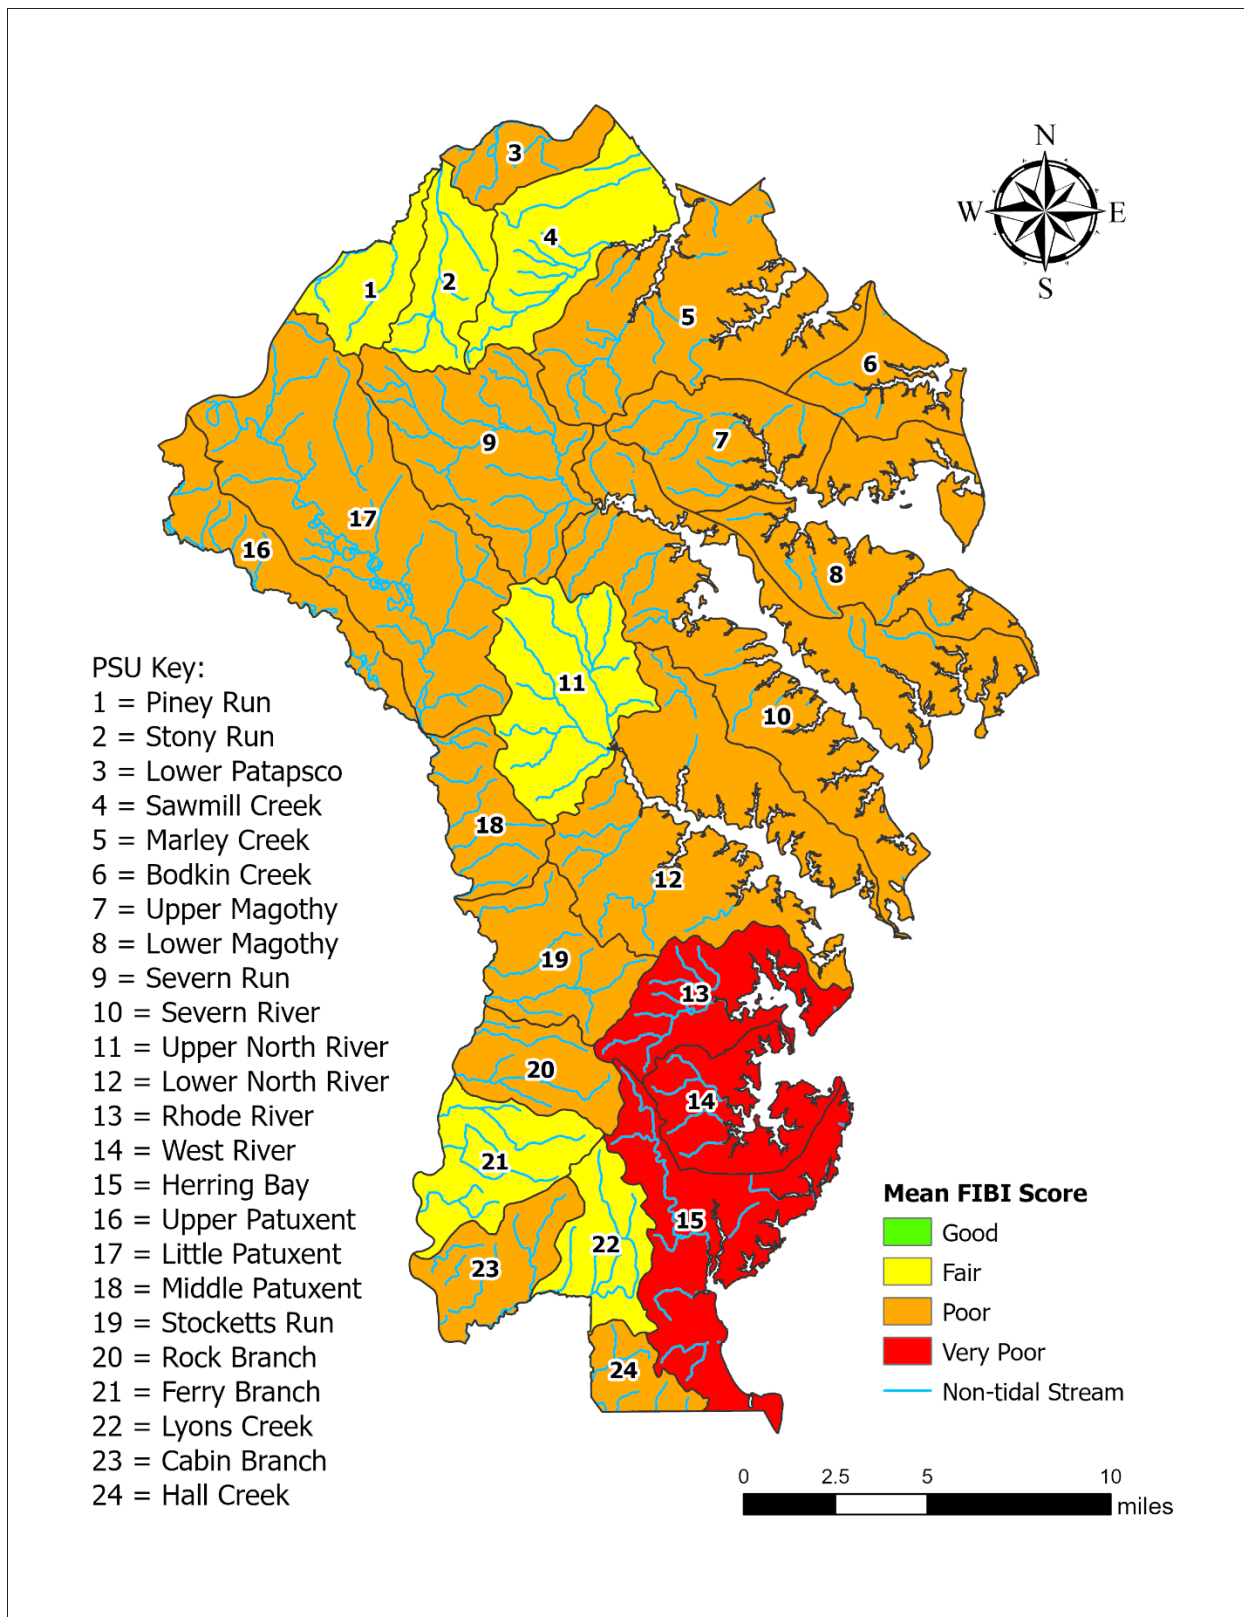 N
W E
S
3
4
1
2
5
6
9
7
17
16
8
11
10
18
12
19
13
20
14
21
15
22
23
24
PSU Key:
1 = Piney Run
2 = Stony Run
3 = Lower Patapsco
4 = Sawmill Creek
5 = Marley Creek
6 = Bodkin Creek
7 = Upper Magothy
8 = Lower Magothy
9 = Severn Run
10 = Severn River
11 = Upper North River
12 = Lower North River
13 = Rhode River
14 = West River
15 = Herring Bay
16 = Upper Patuxent
17 = Little Patuxent
18 = Middle Patuxent
19 = Stocketts Run
20 = Rock Branch
21 = Ferry Branch
22 = Lyons Creek
23 = Cabin Branch
24 = Hall Creek
Mean FIBI Score
Good
Fair
Poor
Very Poor
Non-tidal Stream
0 2.5 5 10
miles